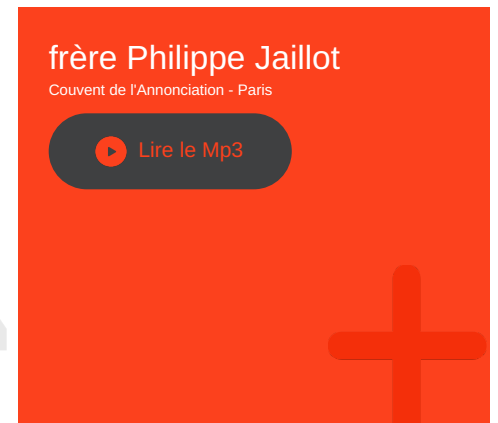 frère Philippe Jaillot
Couvent de l'Annonciation - Paris
Lire le Mp3